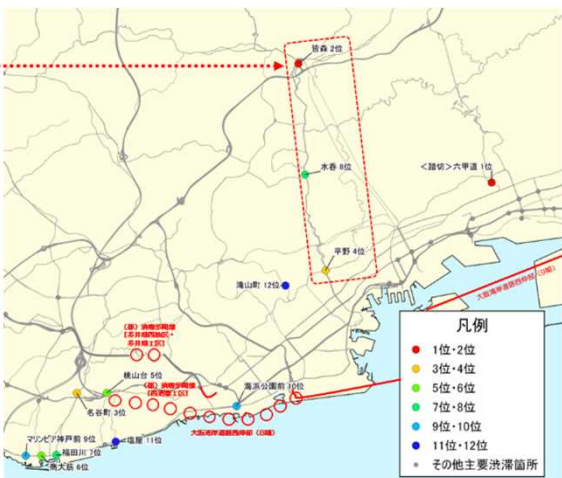 皆森 2位
水呑 8位
<踏切>六甲道 1位
平野 4位
滝山町 12位
大阪湾岸道路西伸部(9幅)
(都)須磨多聞線
[多井畑西地区・
多井畑工区]
桃山台 5位
(都)須磨多聞線
[西須磨工区]
海浜公園前 10位
名谷町 3位
大阪湾岸道路西伸部(8幅)
マリンピア神戸前 9位
塩屋 11位
福田川 7位
商大筋 6位
凡例
1位・2位
3位・4位
5位・6位
7位・8位
9位・10位
11位・12位
その他主要渋滞箇所